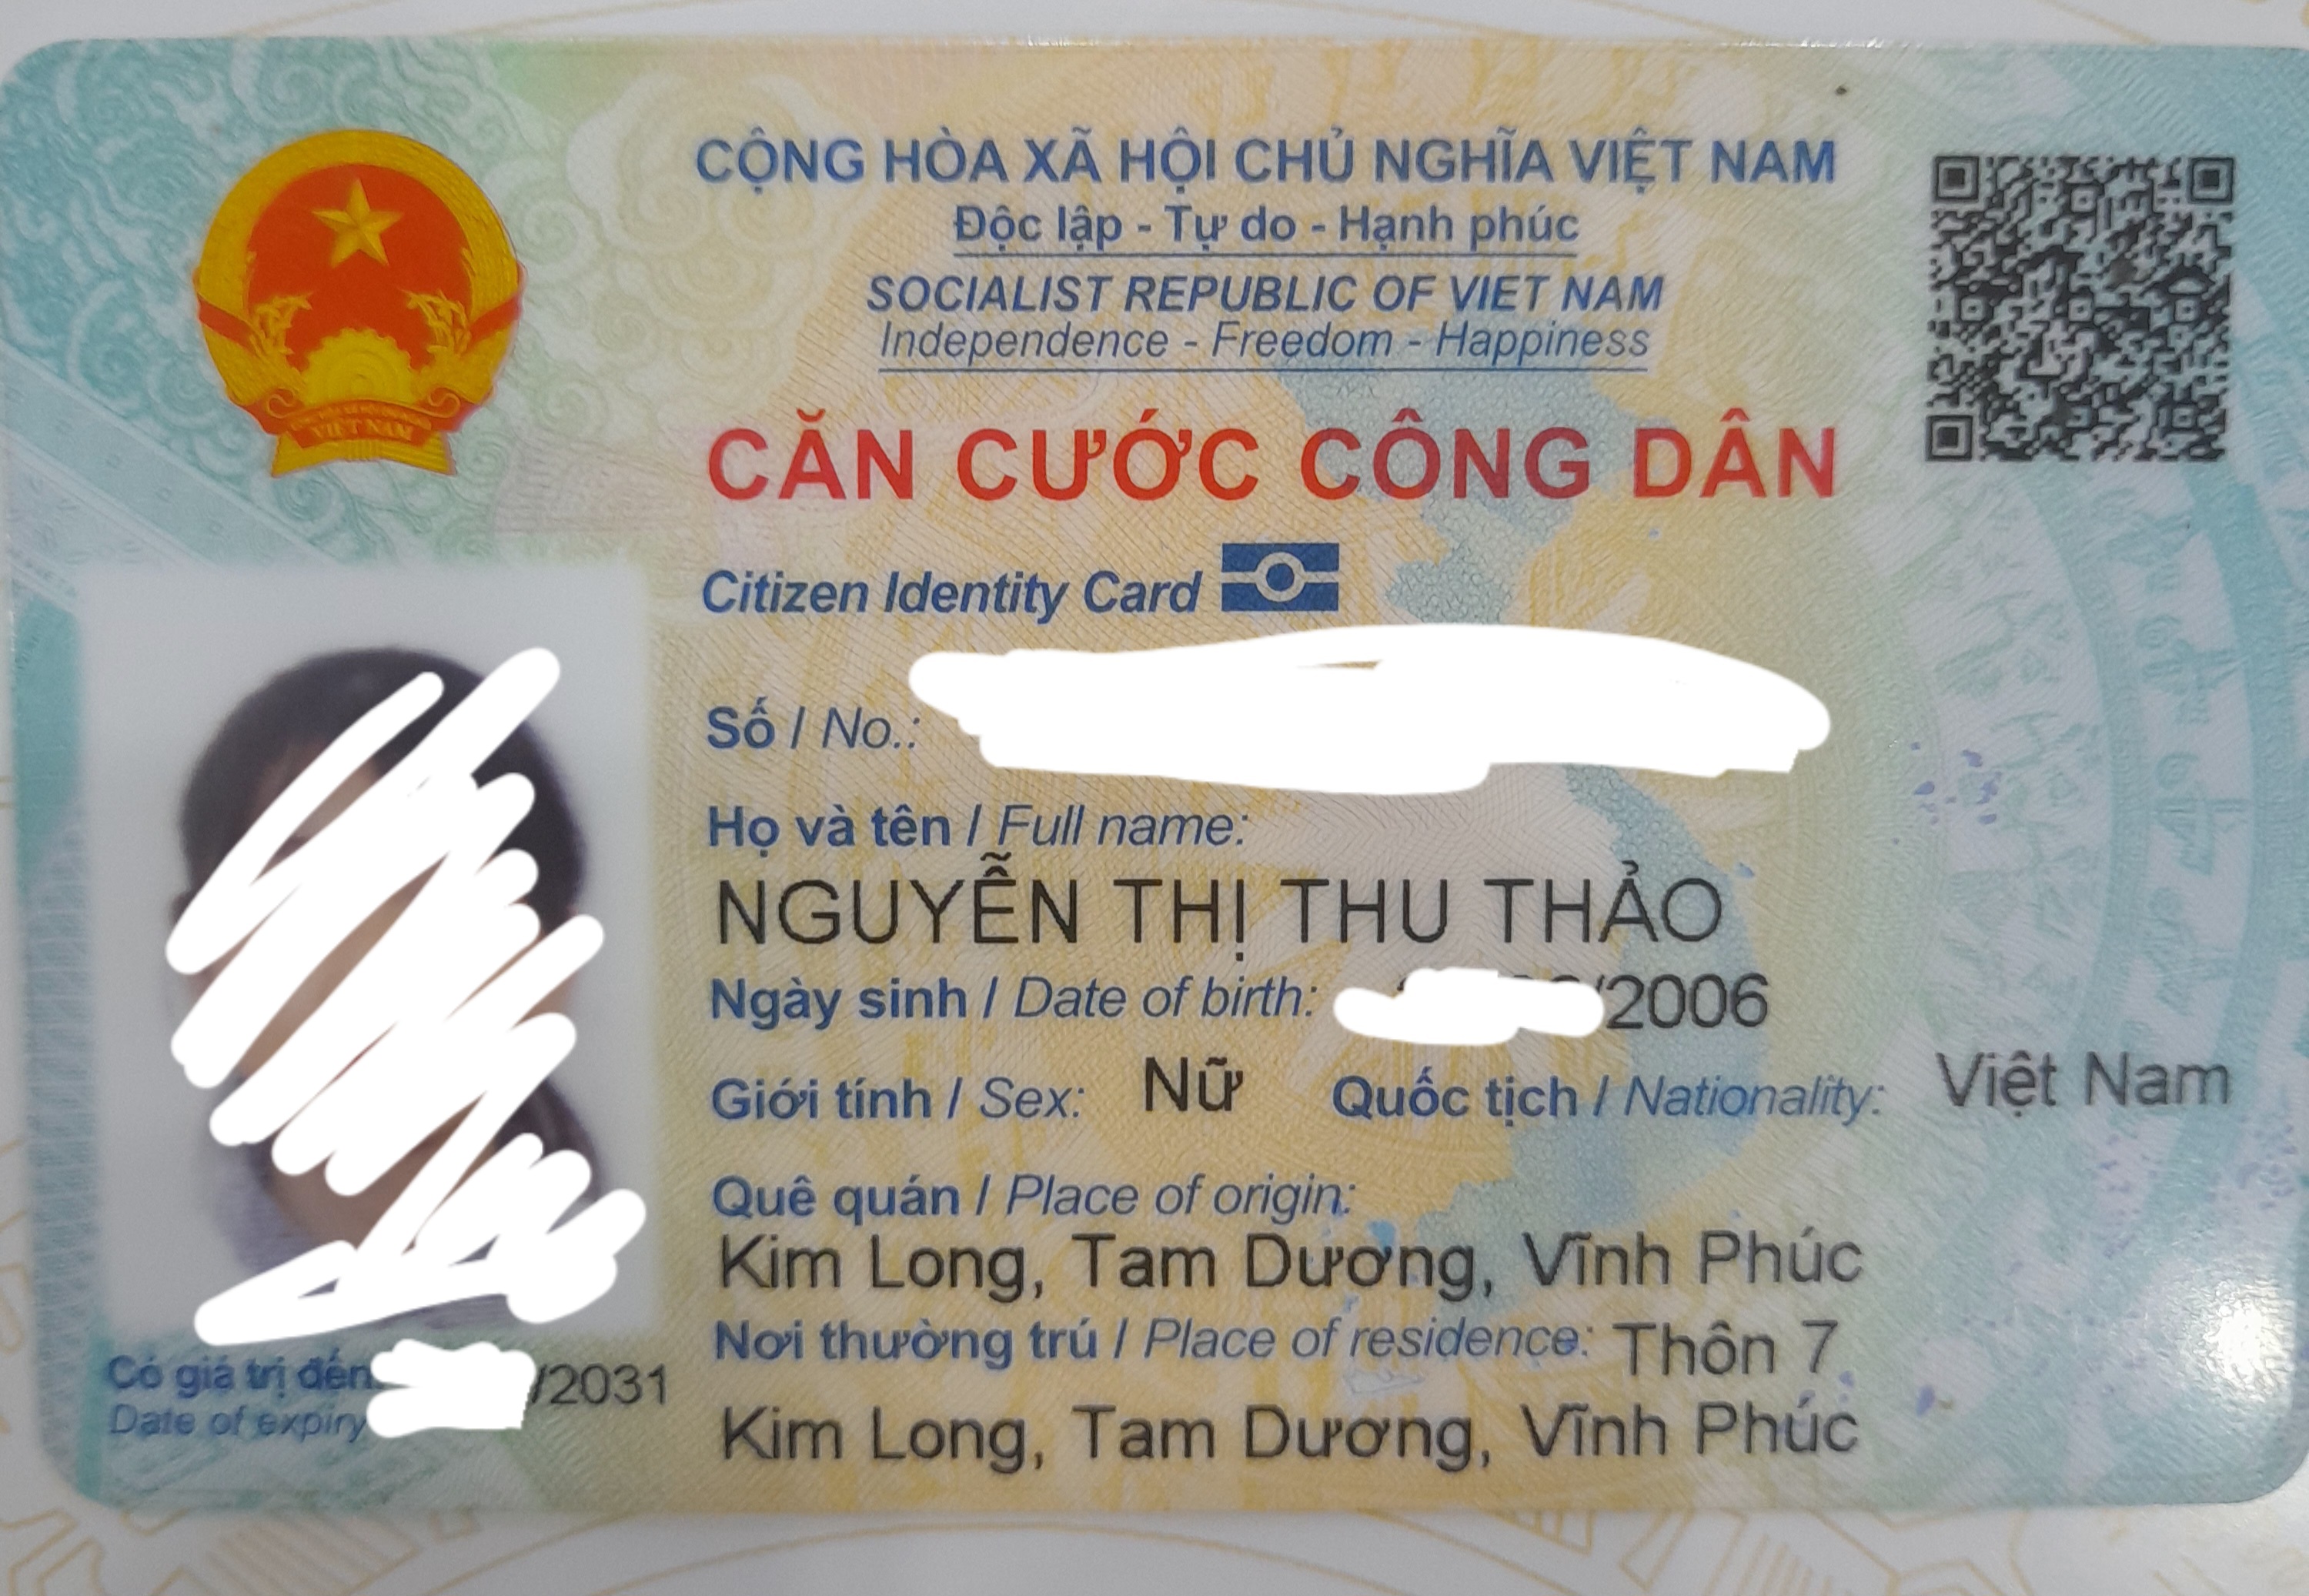 CỘNG HÒA XÃ HỘI CHỦ NGHĨA VIỆT NAM
Độc lập - Tự do - Hạnh phúc
SOCIALIST REPUBLIC OF VIET NAM
Independence - Freedom - Happiness
CĂN CƯỚC CÔNG DÂN
Citizen Identity Card
Số / No.:
Họ và tên / Full name:
NGUYỄN THỊ THU THẢO
Ngày sinh / Date of birth: /2006
Giới tính / Sex: Nữ Quốc tịch / Nationality: Việt Nam
Quê quán / Place of origin:
Kim Long, Tam Dương, Vĩnh Phúc
Nơi thường trú / Place of residence: Thôn 7
Kim Long, Tam Dương, Vĩnh Phúc
Có giá trị đến: /2031
Date of expiry
VIỆT NAM